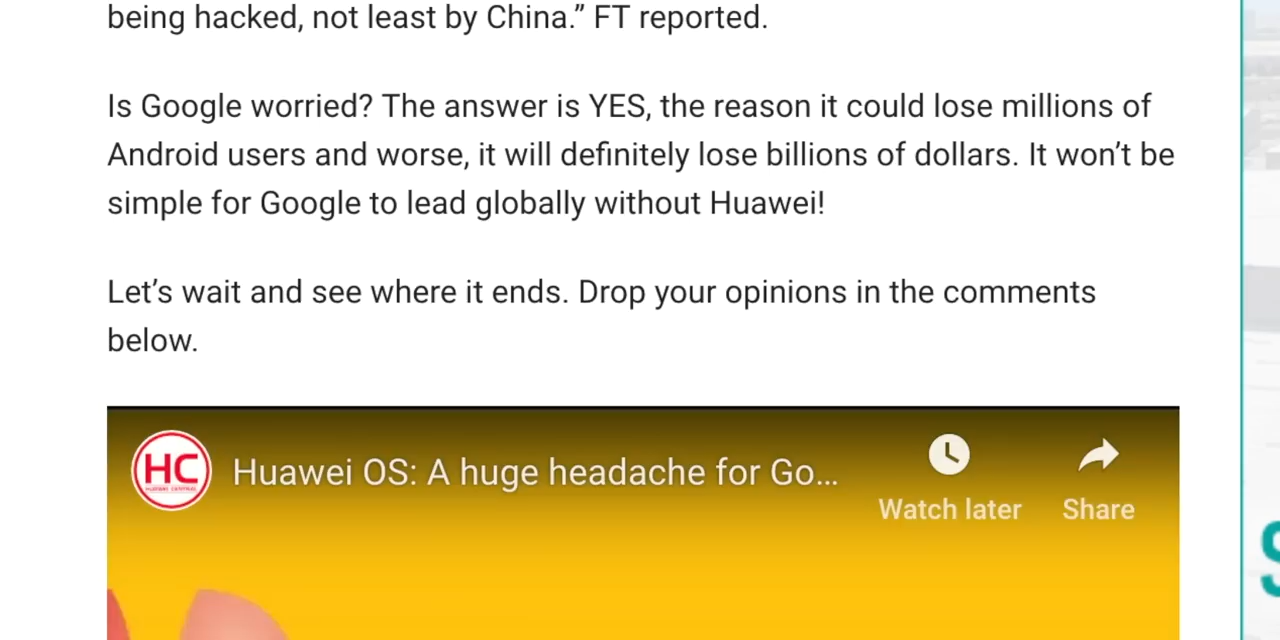 being hacked, not least by China.” FT reported.
Is Google worried? The answer is YES, the reason it could lose millions of
Android users and worse, it will definitely lose billions of dollars. It won’t be
simple for Google to lead globally without Huawei!
Let’s wait and see where it ends. Drop your opinions in the comments
below.
HC
HUAWEI CENTRAL
Huawei OS: A huge headache for Go...
Watch later
Share
S